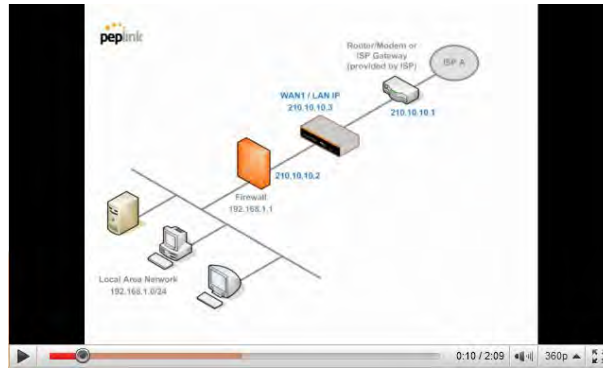 peplink
Router/Modem or
ISP Gateway
(provided by ISP)
ISP A
WAN1 / LAN IP
210.10.10.3
210.10.10.1
210.10.10.2
Firewall
192.168.1.1
Local Area Network
192.168.1.0/24
0:10 / 2:09
360p